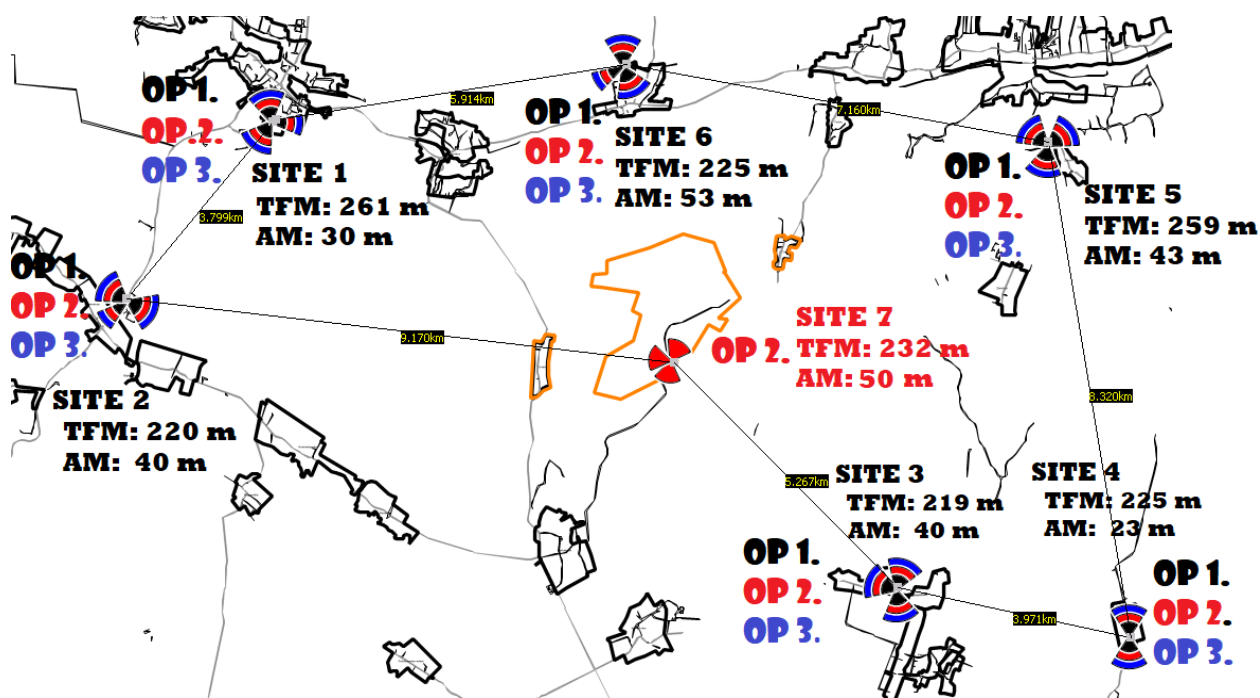 OP 1.
OP 2.
OP 3.
SITE 1
TFM: 261 m
AM: 30 m
5.914km
OP 1.
OP 2.
OP 3.
SITE 6
TFM: 225 m
AM: 53 m
7.160km
OP 1.
OP 2.
OP 3.
SITE 5
TFM: 259 m
AM: 43 m
3.799km
OP 1.
OP 2.
OP 3.
SITE 2
TFM: 220 m
AM: 40 m
9.170km
OP 2.
SITE 7
TFM: 232 m
AM: 50 m
8.320km
5.267km
SITE 3
TFM: 219 m
AM: 40 m
OP 1.
OP 2.
OP 3.
3.971km
SITE 4
TFM: 225 m
AM: 23 m
OP 1.
OP 2.
OP 3.